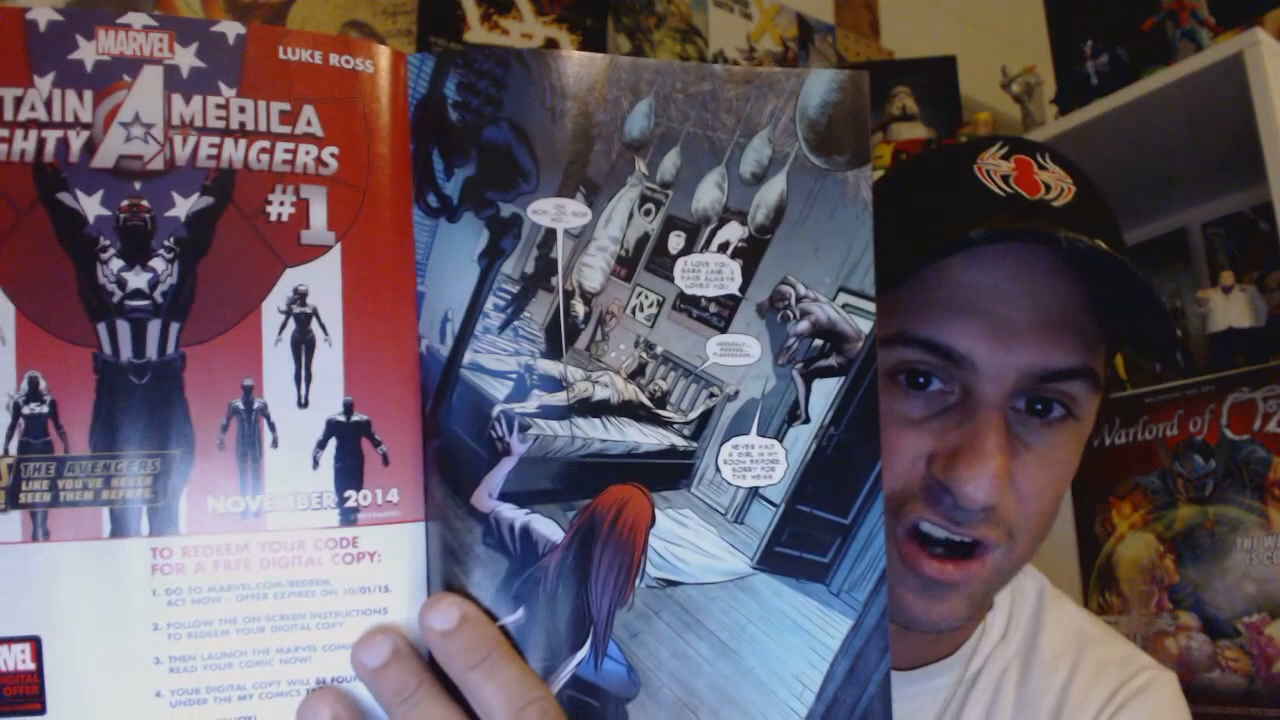 MARVEL
LUKE ROSS
TAIN AMERICA
GHTY AVENGERS
#1
THE AVENGERS
LIKE YOU'VE NEVER
SEEN THEM BEFORE.
NOVEMBER 2014
TO REDEEM YOUR CODE
FOR A FREE DIGITAL COPY:
1. GO TO MARVEL.COM/REDEEM.
ACT NOW – OFFER EXPIRES ON 10/01/15.
2. FOLLOW THE ON-SCREEN INSTRUCTIONS
TO REDEEM YOUR DIGITAL COPY
3. THEN LAUNCH THE MARVEL
READ YOUR COMIC NOW!
4. YOUR DIGITAL COPY WILL BE FOUND
UNDER THE MY COMICS
VEL
DIGITAL
OFFER
I LOVE YOU,
SARA JANE. I
HAVE ALWAYS
LOVED YOU.
NEVER HAD
A GIRL IN MY
ROOM BEFORE.
SORRY FOR
THE MESS
X
Warlord of